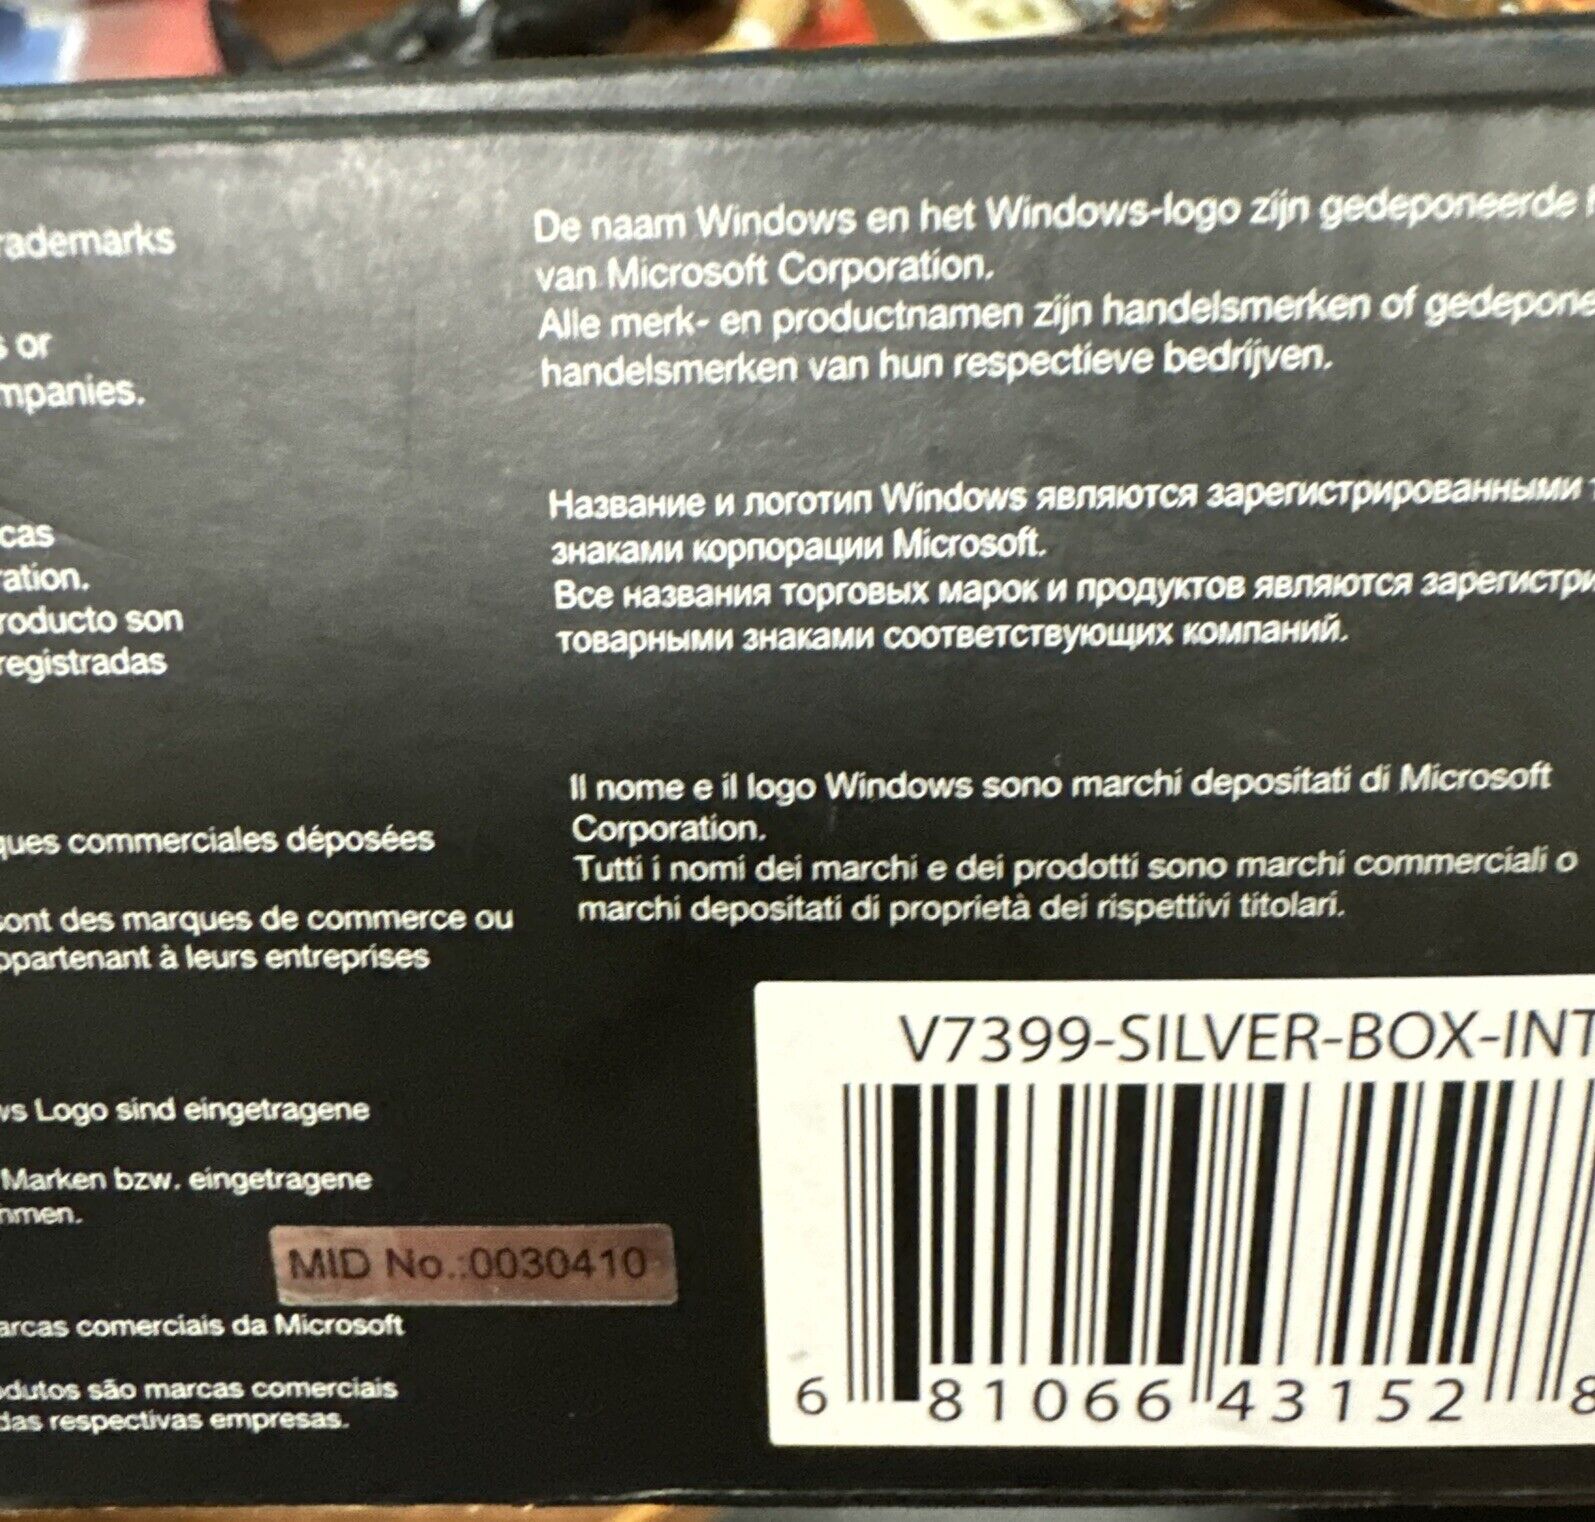 rademarks
s or
mpanies.
cas
ration.
roducto son
registradas
ques commerciales déposées
sont des marques de commerce ou
ppartenant à leurs entreprises
ws Logo sind eingetragene
Marken bzw. eingetragene
hmen.
MID No.:0030410
arcas comerciais da Microsoft
odutos são marcas comerciais
das respectivas empresas.
De naam Windows en het Windows-logo zijn gedeponeerde
van Microsoft Corporation.
Alle merk- en productnamen zijn handelsmerken of gedepone
handelsmerken van hun respectieve bedrijven.
Название и логотип Windows являются зарегистрированными
знаками корпорации Microsoft.
Все названия торговых марок и продуктов являются зарегистри
товарными знаками соответствующих компаний.
Il nome e il logo Windows sono marchi depositati di Microsoft
Corporation.
Tutti i nomi dei marchi e dei prodotti sono marchi commerciali o
marchi depositati di proprietà dei rispettivi titolari.
V7399-SILVER-BOX-INT
6 81066 43152 8